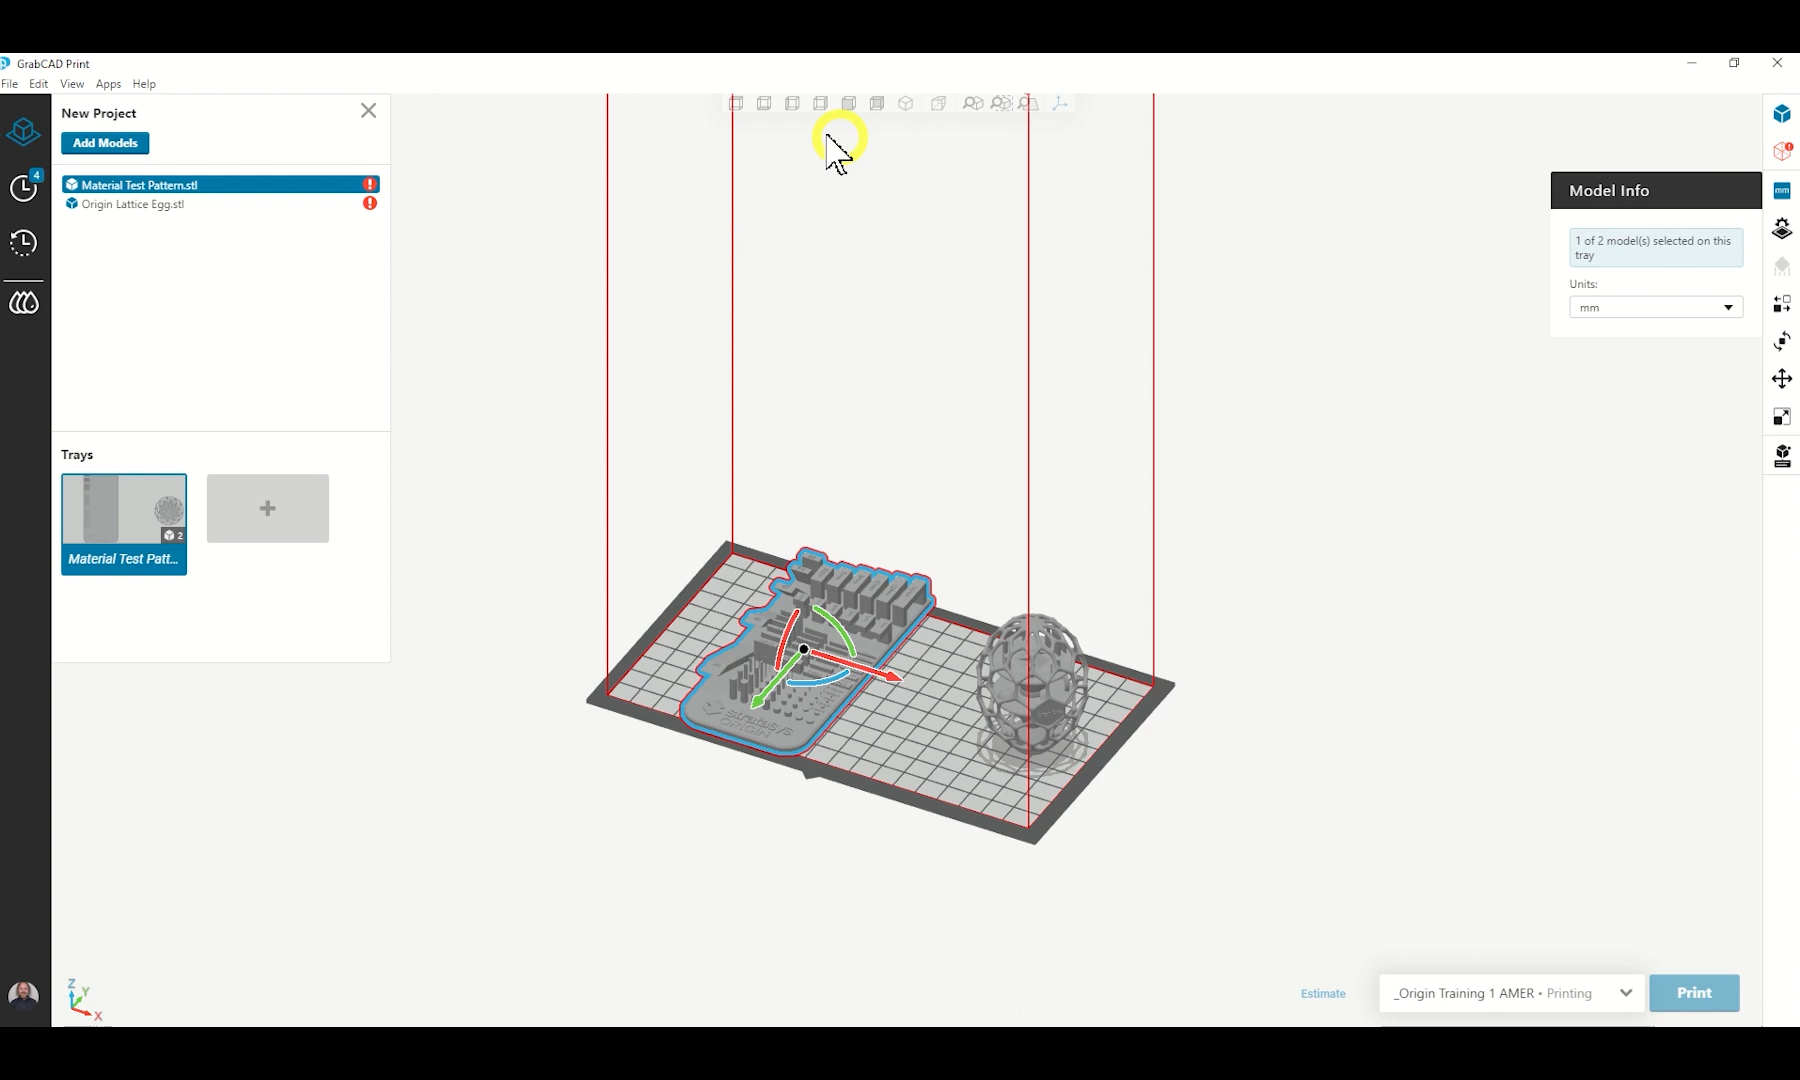 GrabCAD Print
File Edit View Apps Help
New Project
Add Models
4
Material Test Pattern.stl
Origin Lattice Egg.stl
Model Info
1 of 2 model(s) selected on this
tray
Units:
mm
mm
Trays
2
Material Test Patt...
stratasys
ORIGIN
Z
Y
X
Estimate
_Origin Training 1 AMER • Printing
Print